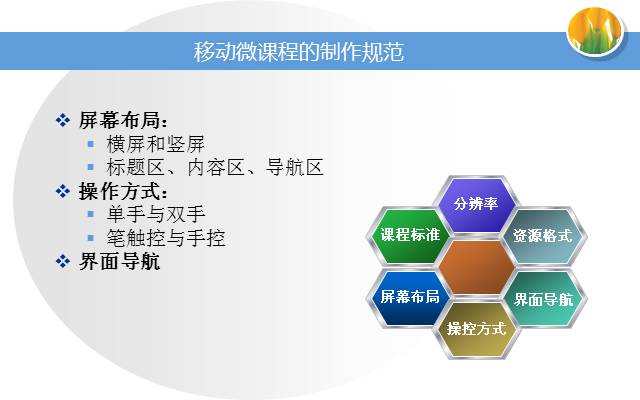 移动微课程的制作规范
屏幕布局：
横屏和竖屏
标题区、内容区、导航区
操作方式：
单手与双手
笔触控与手控
界面导航
分辨率
课程标准
资源格式
屏幕布局
界面导航
操控方式